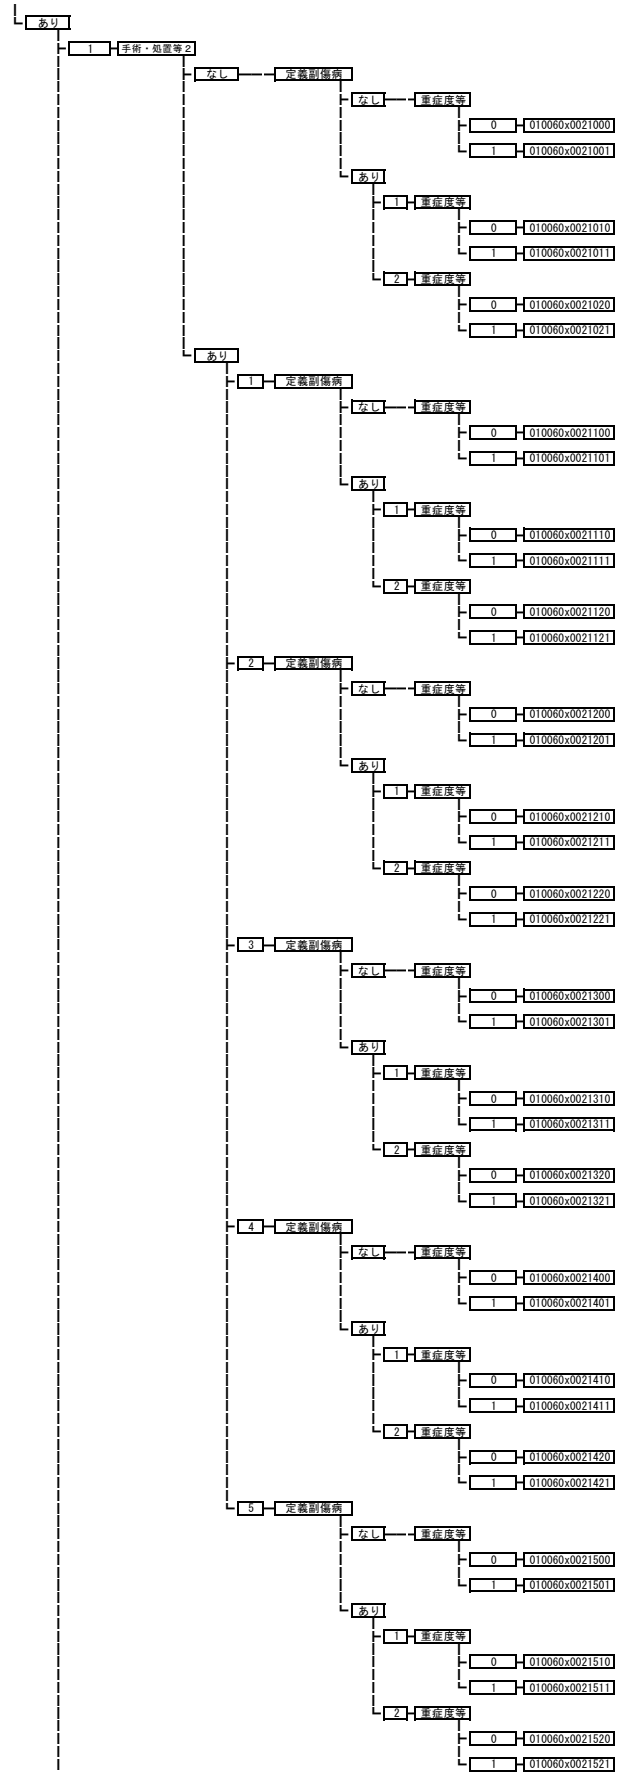 あり
1 手術・処置等２
なし 定義副傷病
なし 重症度等
0 010060x0021000
1 010060x0021001
あり
1 重症度等
0 010060x0021010
1 010060x0021011
2 重症度等
0 010060x0021020
1 010060x0021021
あり
1 定義副傷病
なし 重症度等
0 010060x0021100
1 010060x0021101
あり
1 重症度等
0 010060x0021110
1 010060x0021111
2 重症度等
0 010060x0021120
1 010060x0021121
2 定義副傷病
なし 重症度等
0 010060x0021200
1 010060x0021201
あり
1 重症度等
0 010060x0021210
1 010060x0021211
2 重症度等
0 010060x0021220
1 010060x0021221
3 定義副傷病
なし 重症度等
0 010060x0021300
1 010060x0021301
あり
1 重症度等
0 010060x0021310
1 010060x0021311
2 重症度等
0 010060x0021320
1 010060x0021321
4 定義副傷病
なし 重症度等
0 010060x0021400
1 010060x0021401
あり
1 重症度等
0 010060x0021410
1 010060x0021411
2 重症度等
0 010060x0021420
1 010060x0021421
5 定義副傷病
なし 重症度等
0 010060x0021500
1 010060x0021501
あり
1 重症度等
0 010060x0021510
1 010060x0021511
2 重症度等
0 010060x0021520
1 010060x0021521